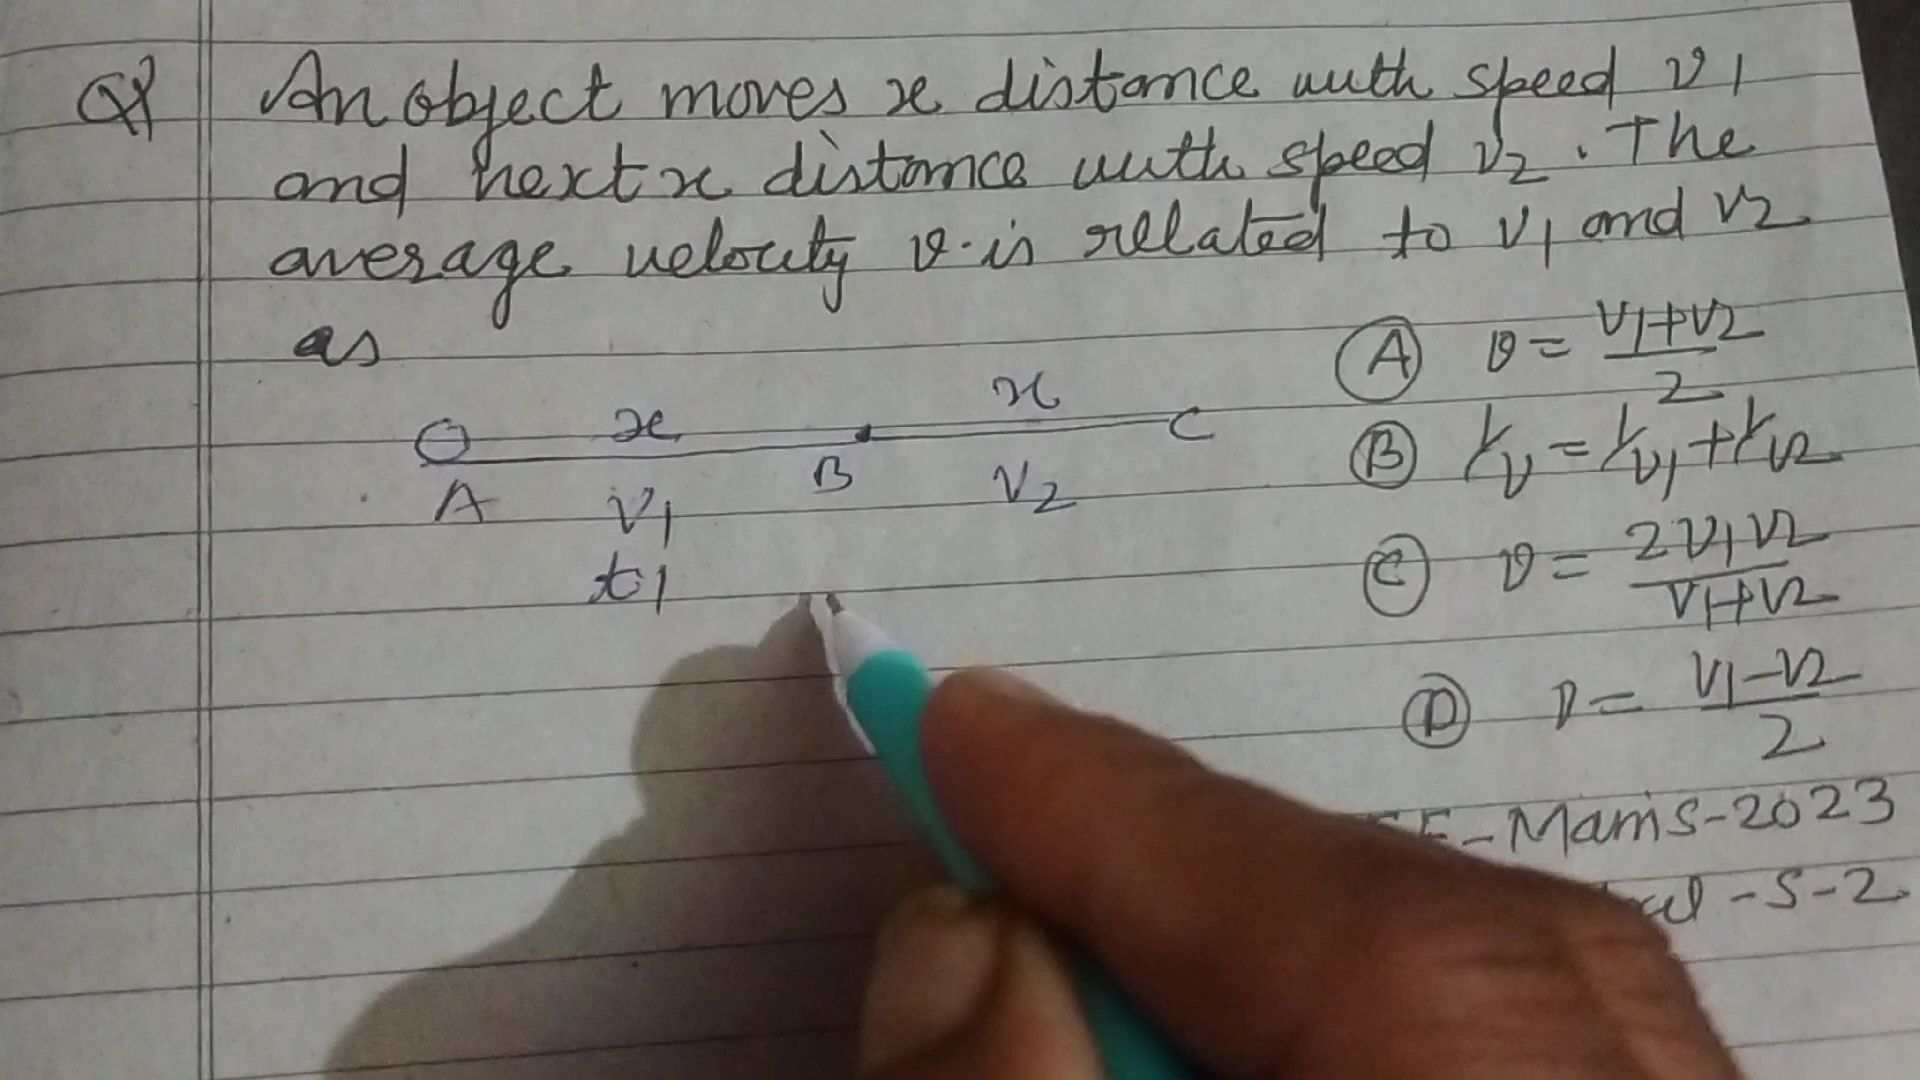 Q1 An object moves x distance with speed v1
and next x distance with speed v2. The
average velocity v is related to v1 and v2
as
(A) v = v1+v2/2
x x C
(B) 1/v = 1/v1 + 1/v2
A v1 B v2
(C) v = 2v1v2/v1+v2
t1
(D) v = v1-v2/2
-Mains-2023
-S-2